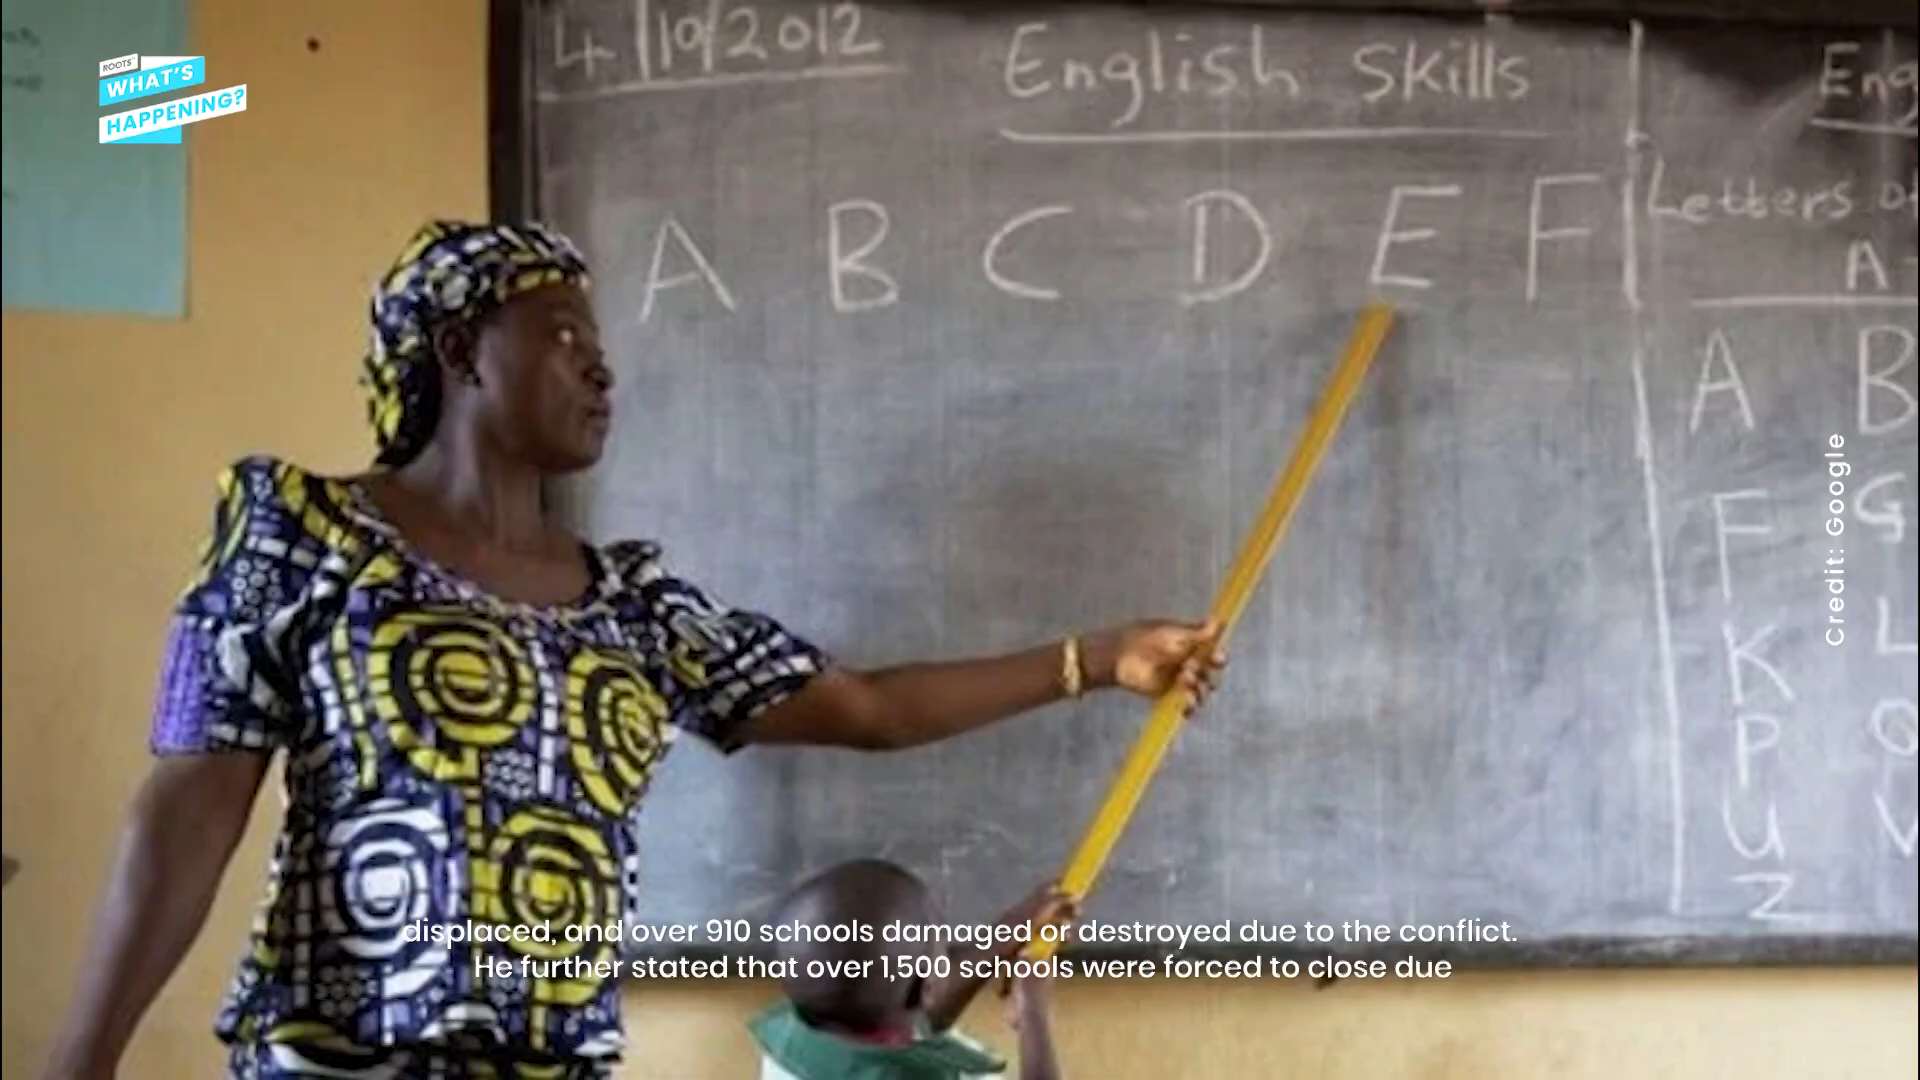 ROOTS
WHAT'S
HAPPENING?
4/10/2012
English Skills
A B C D E F
Eng
Letters of
A
A B
F G
K L
P Q
U V
Z
Credit: Google
displaced, and over 910 schools damaged or destroyed due to the conflict.
He further stated that over 1,500 schools were forced to close due